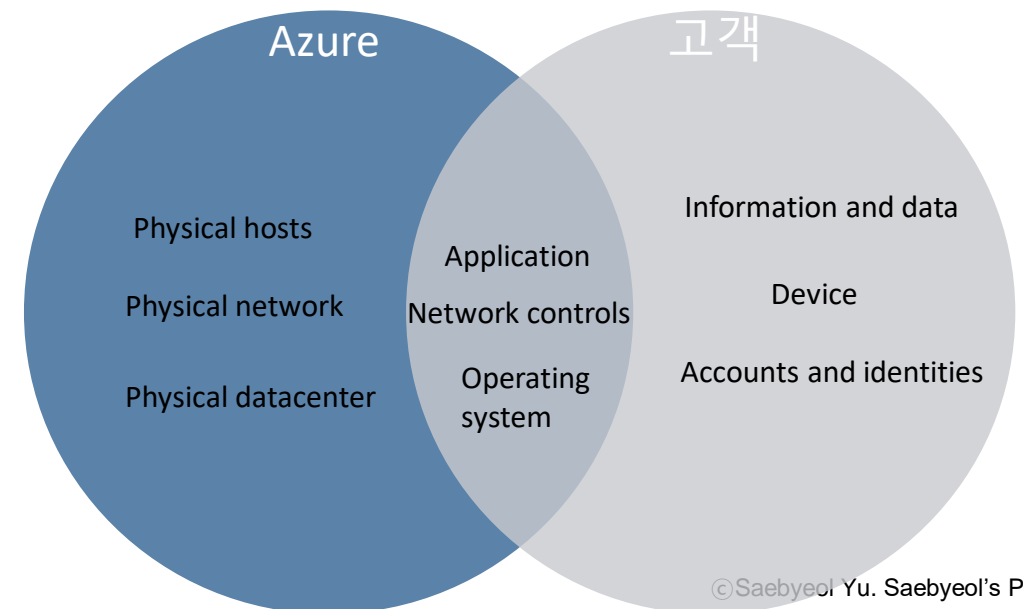 Azure
고객
Physical hosts
Physical network
Physical datacenter
Application
Network controls
Operating
system
Information and data
Device
Accounts and identities
ⓒSaebyeol Yu. Saebyeol's P